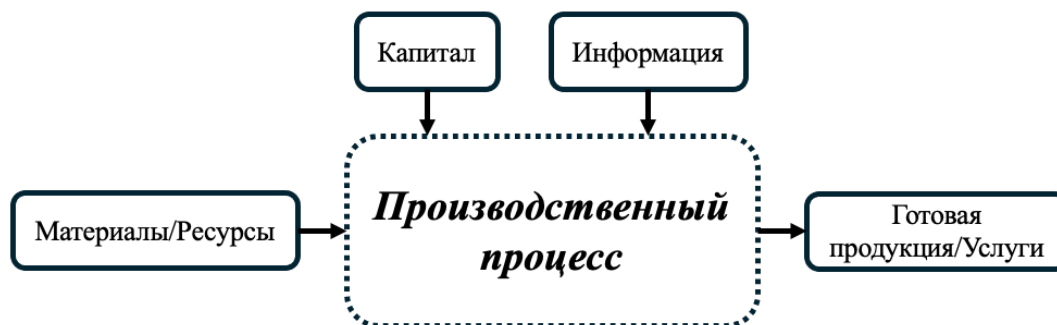 Капитал
Информация
Материалы/Ресурсы
Производственный
процесс
Готовая
продукция/Услуги